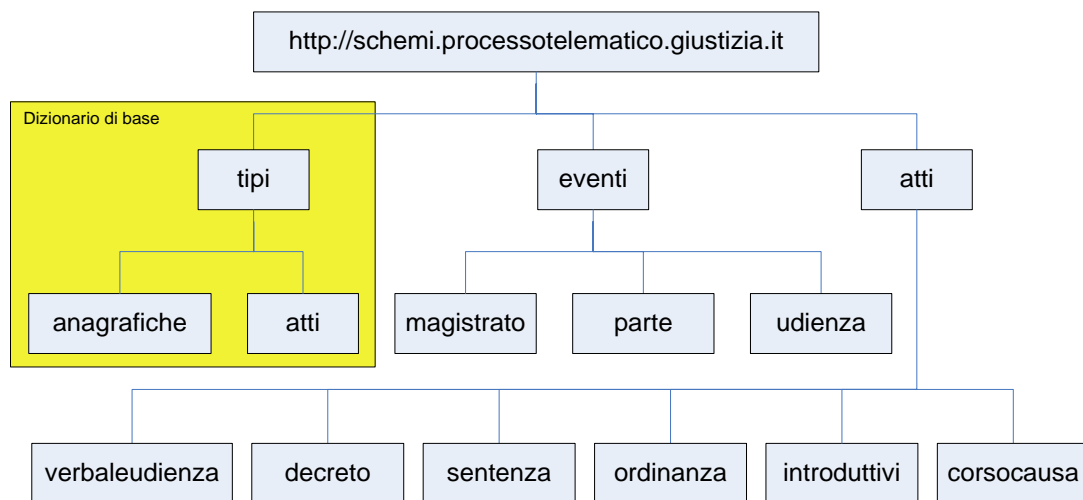 http://schemi.processotelematico.giustizia.it
Dizionario di base
tipi
eventi
atti
anagrafiche
atti
magistrato
parte
udienza
verbaleudienza
decreto
sentenza
ordinanza
introduttivi
corsocausa